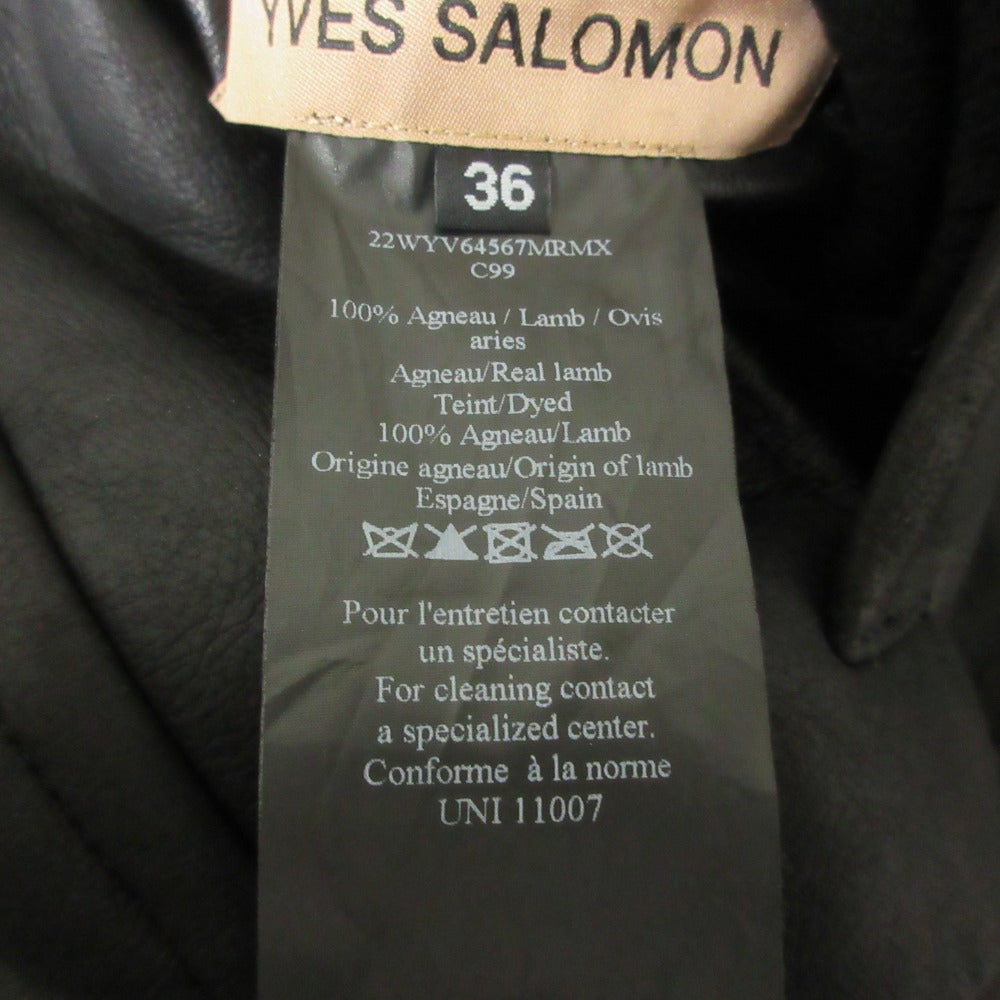 YVES SALOMON
36
22WYV64567MRMX
C99
100% Agneau / Lamb / Ovis
aries
Agneau/Real lamb
Teint/Dyed
100% Agneau/Lamb
Origine agneau/Origin of lamb
Espagne/Spain
Pour l'entretien contacter
un spécialiste.
For cleaning contact
a specialized center.
Conforme à la norme
UNI 11007